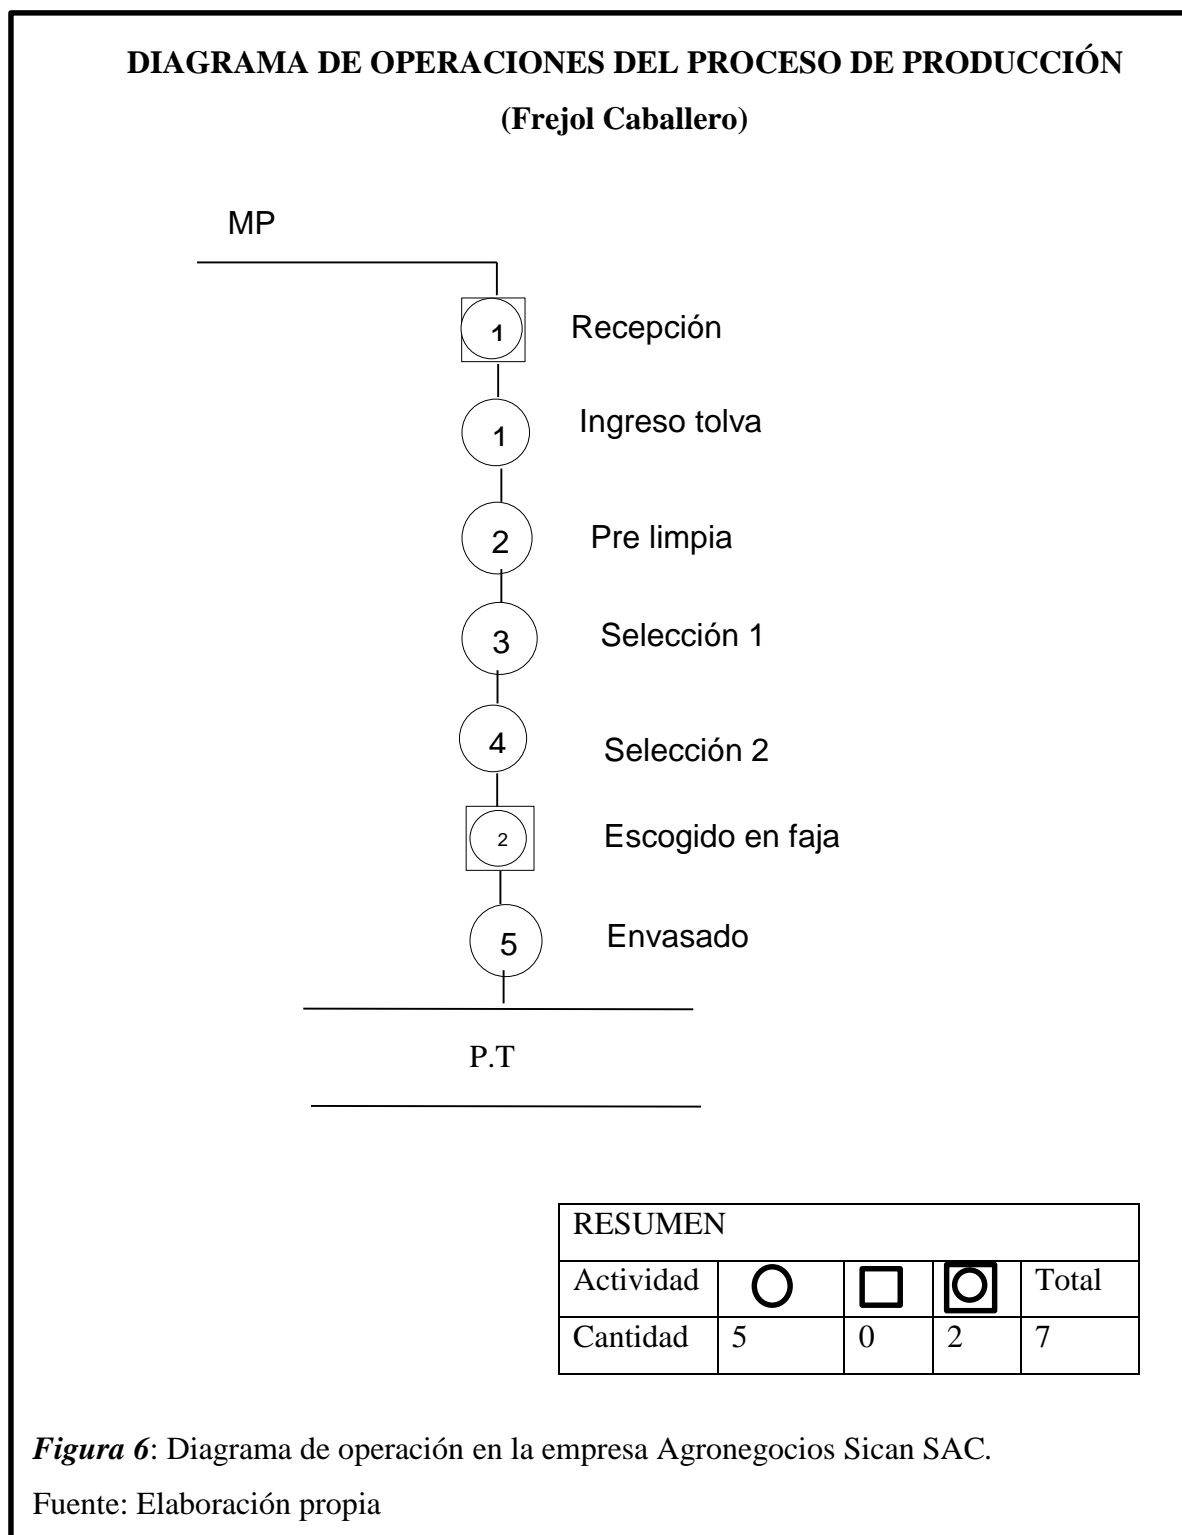 DIAGRAMA DE OPERACIONES DEL PROCESO DE PRODUCCIÓN
(Frejol Caballero)
MP
1 Recepción
1 Ingreso tolva
2 Pre limpia
3 Selección 1
4 Selección 2
2 Escogido en faja
5 Envasado
P.T
RESUMEN
Actividad Total
Cantidad 5 0 2 7
Figura 6: Diagrama de operación en la empresa Agronegocios Sican SAC.
Fuente: Elaboración propia